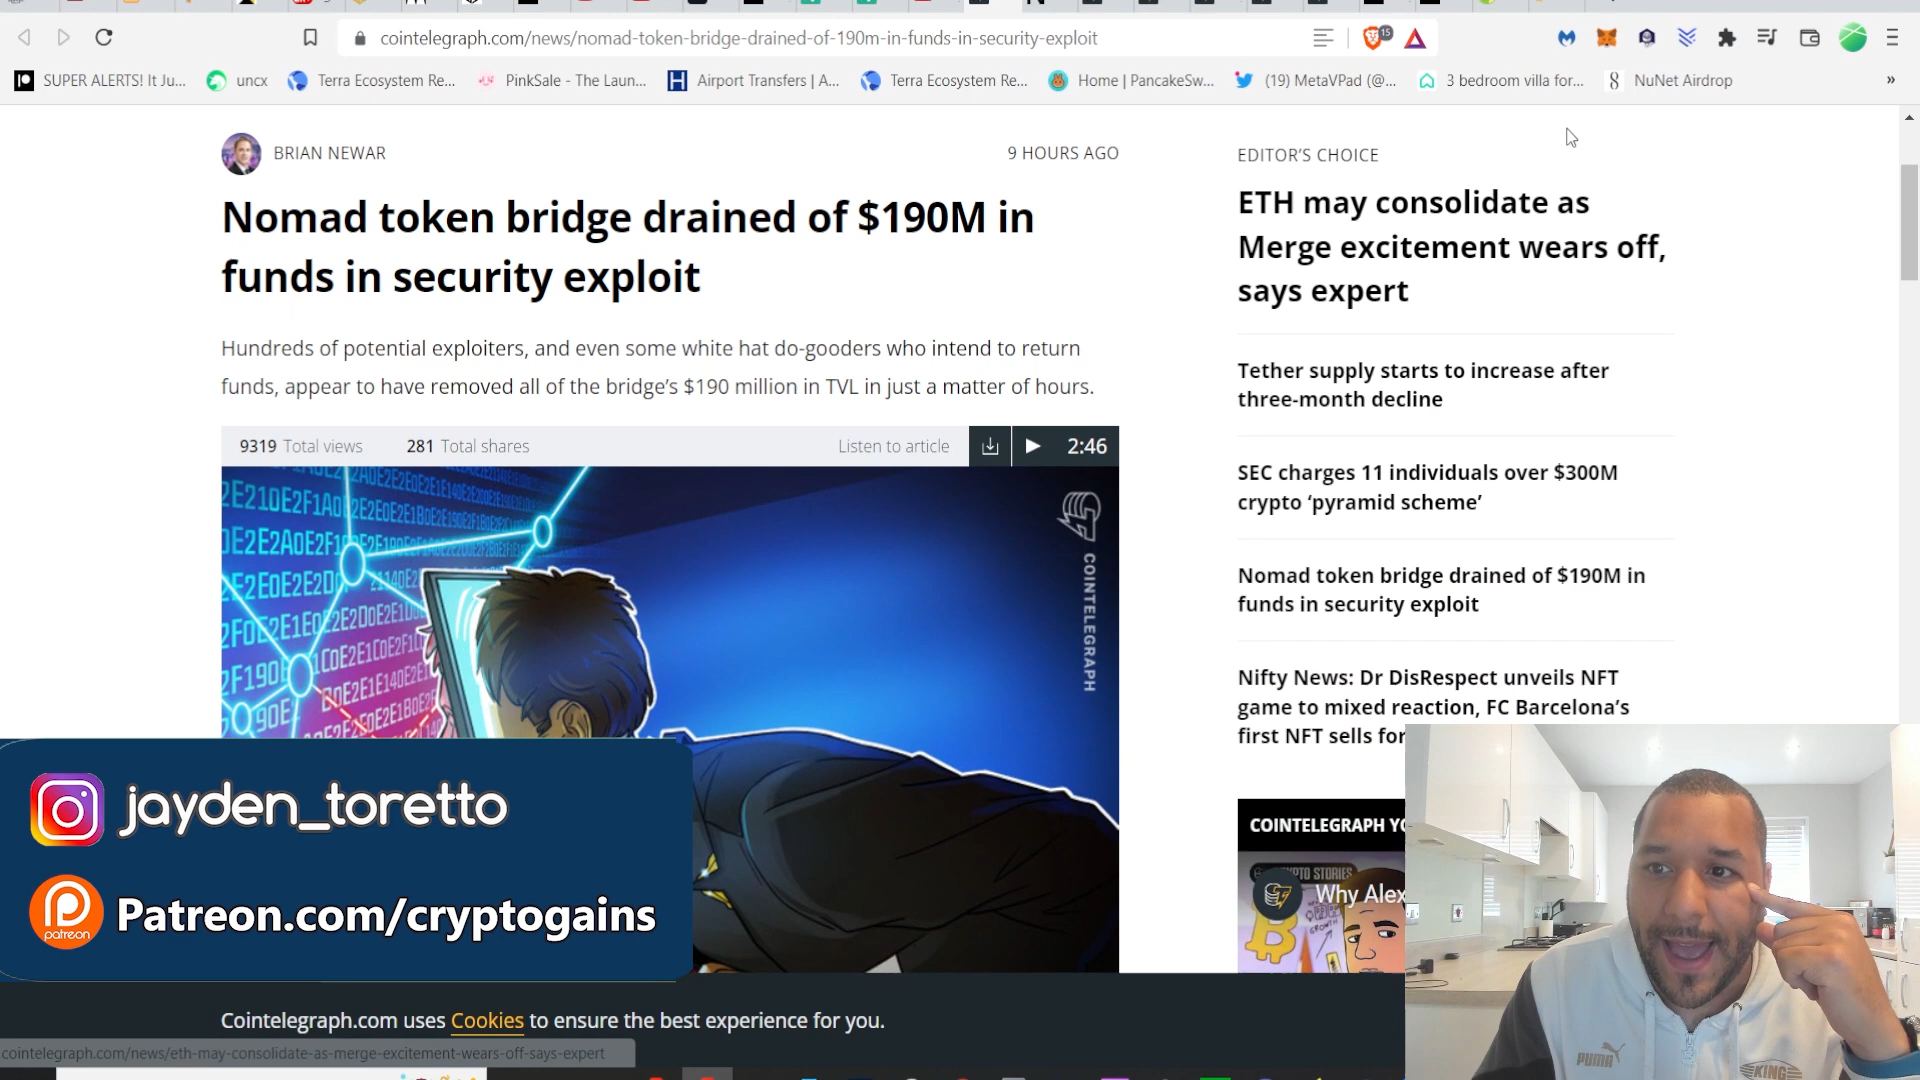 cointelegraph.com/news/nomad-token-bridge-drained-of-190m-in-funds-in-security-exploit
15
SUPER ALERTS! It Ju...
uncx
Terra Ecosystem Re...
PinkSale - The Laun...
Airport Transfers | A...
Terra Ecosystem Re...
Home | PancakeSw...
(19) MetaVPad (@...
3 bedroom villa for...
NuNet Airdrop
»
BRIAN NEWAR
9 HOURS AGO
Nomad token bridge drained of $190M in
funds in security exploit
Hundreds of potential exploiters, and even some white hat do-gooders who intend to return
funds, appear to have removed all of the bridge’s $190 million in TVL in just a matter of hours.
9319 Total views
281 Total shares
Listen to article
2:46
COINTELEGRAPH
EDITOR’S CHOICE
ETH may consolidate as
Merge excitement wears off,
says expert
Tether supply starts to increase after
three-month decline
SEC charges 11 individuals over $300M
crypto ‘pyramid scheme’
Nomad token bridge drained of $190M in
funds in security exploit
Nifty News: Dr DisRespect unveils NFT
game to mixed reaction, FC Barcelona’s
first NFT sells for
COINTELEGRAPH YO
CRYPTO STORIES
Why Alex
jayden_toretto
patreon
Patreon.com/cryptogains
Cointelegraph.com uses Cookies to ensure the best experience for you.
cointelegraph.com/news/eth-may-consolidate-as-merge-excitement-wears-off-says-expert
PUMA
KING